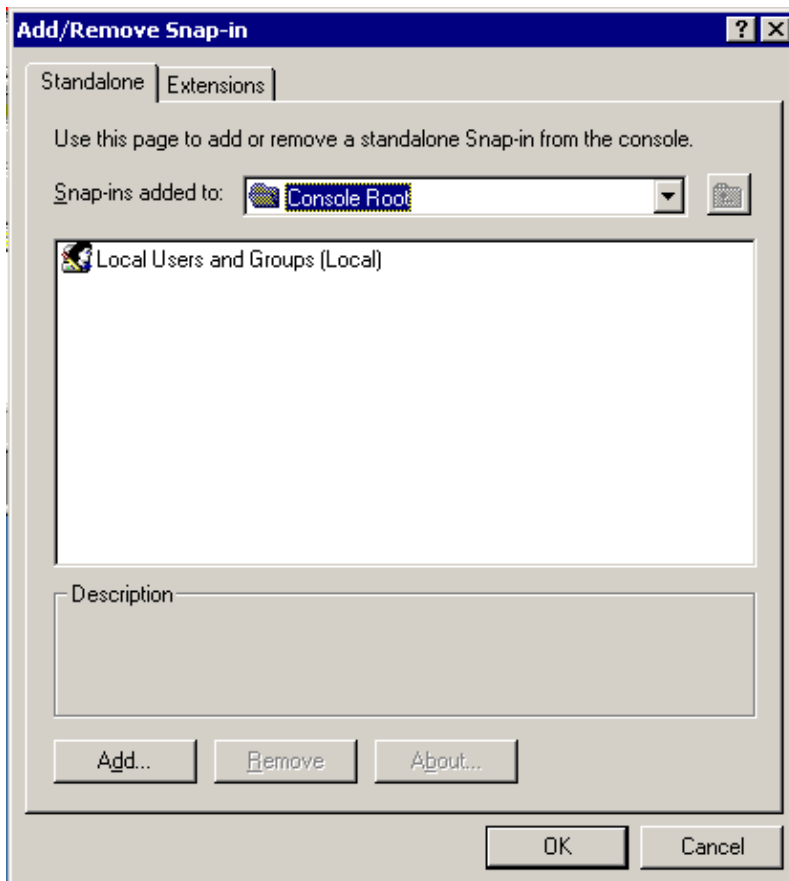 Add/Remove Snap-in
Standalone
Extensions
Use this page to add or remove a standalone Snap-in from the console.
Snap-ins added to:
Console Root
Local Users and Groups (Local)
Description
Add...
Remove
About...
OK
Cancel